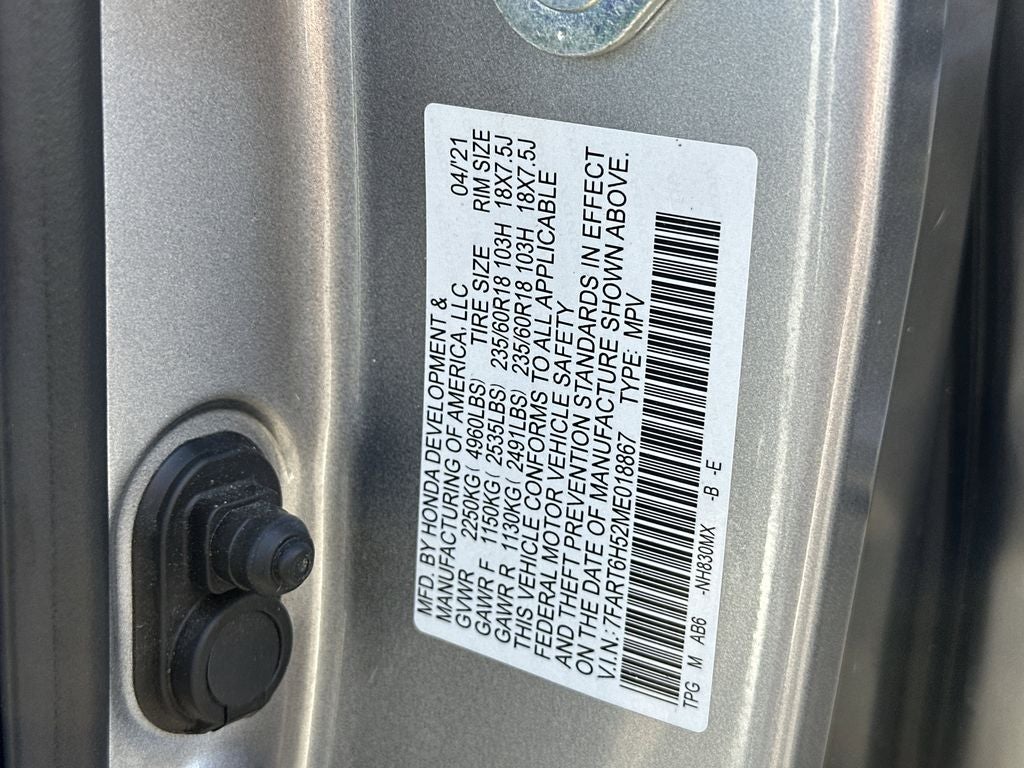 MFD. BY HONDA DEVELOPMENT &
MANUFACTURING OF AMERICA, LLC 04/'21
GVWR 2250KG( 4960LBS) TIRE SIZE RIM SIZE
GAWR F 1150KG( 2535LBS) 235/60R18 103H 18X7.5J
GAWR R 1130KG( 2491LBS) 235/60R18 103H 18X7.5J
THIS VEHICLE CONFORMS TO ALL APPLICABLE
FEDERAL MOTOR VEHICLE SAFETY
AND THEFT PREVENTION STANDARDS IN EFFECT
ON THE DATE OF MANUFACTURE SHOWN ABOVE.
V.I.N.:7FART6H52ME018867 TYPE: MPV
TPG M AB6 -NH830MX -B -E